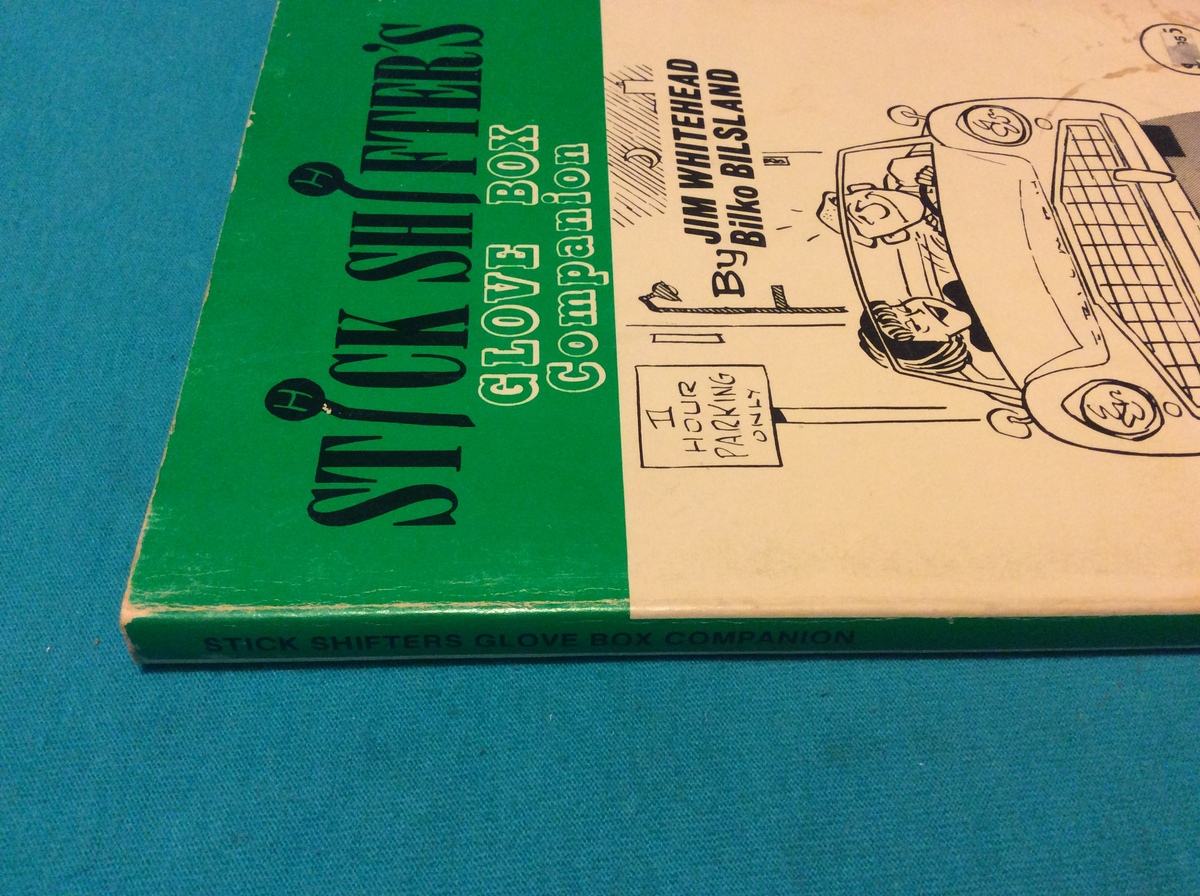 STICK SHIFTER'S
GLOVE BOX
Companion
By JIM WHITEHEAD
Bilko BILSLAND
1
HOUR
PARKING
ONLY
STICK SHIFTERS GLOVE BOX COMPANION